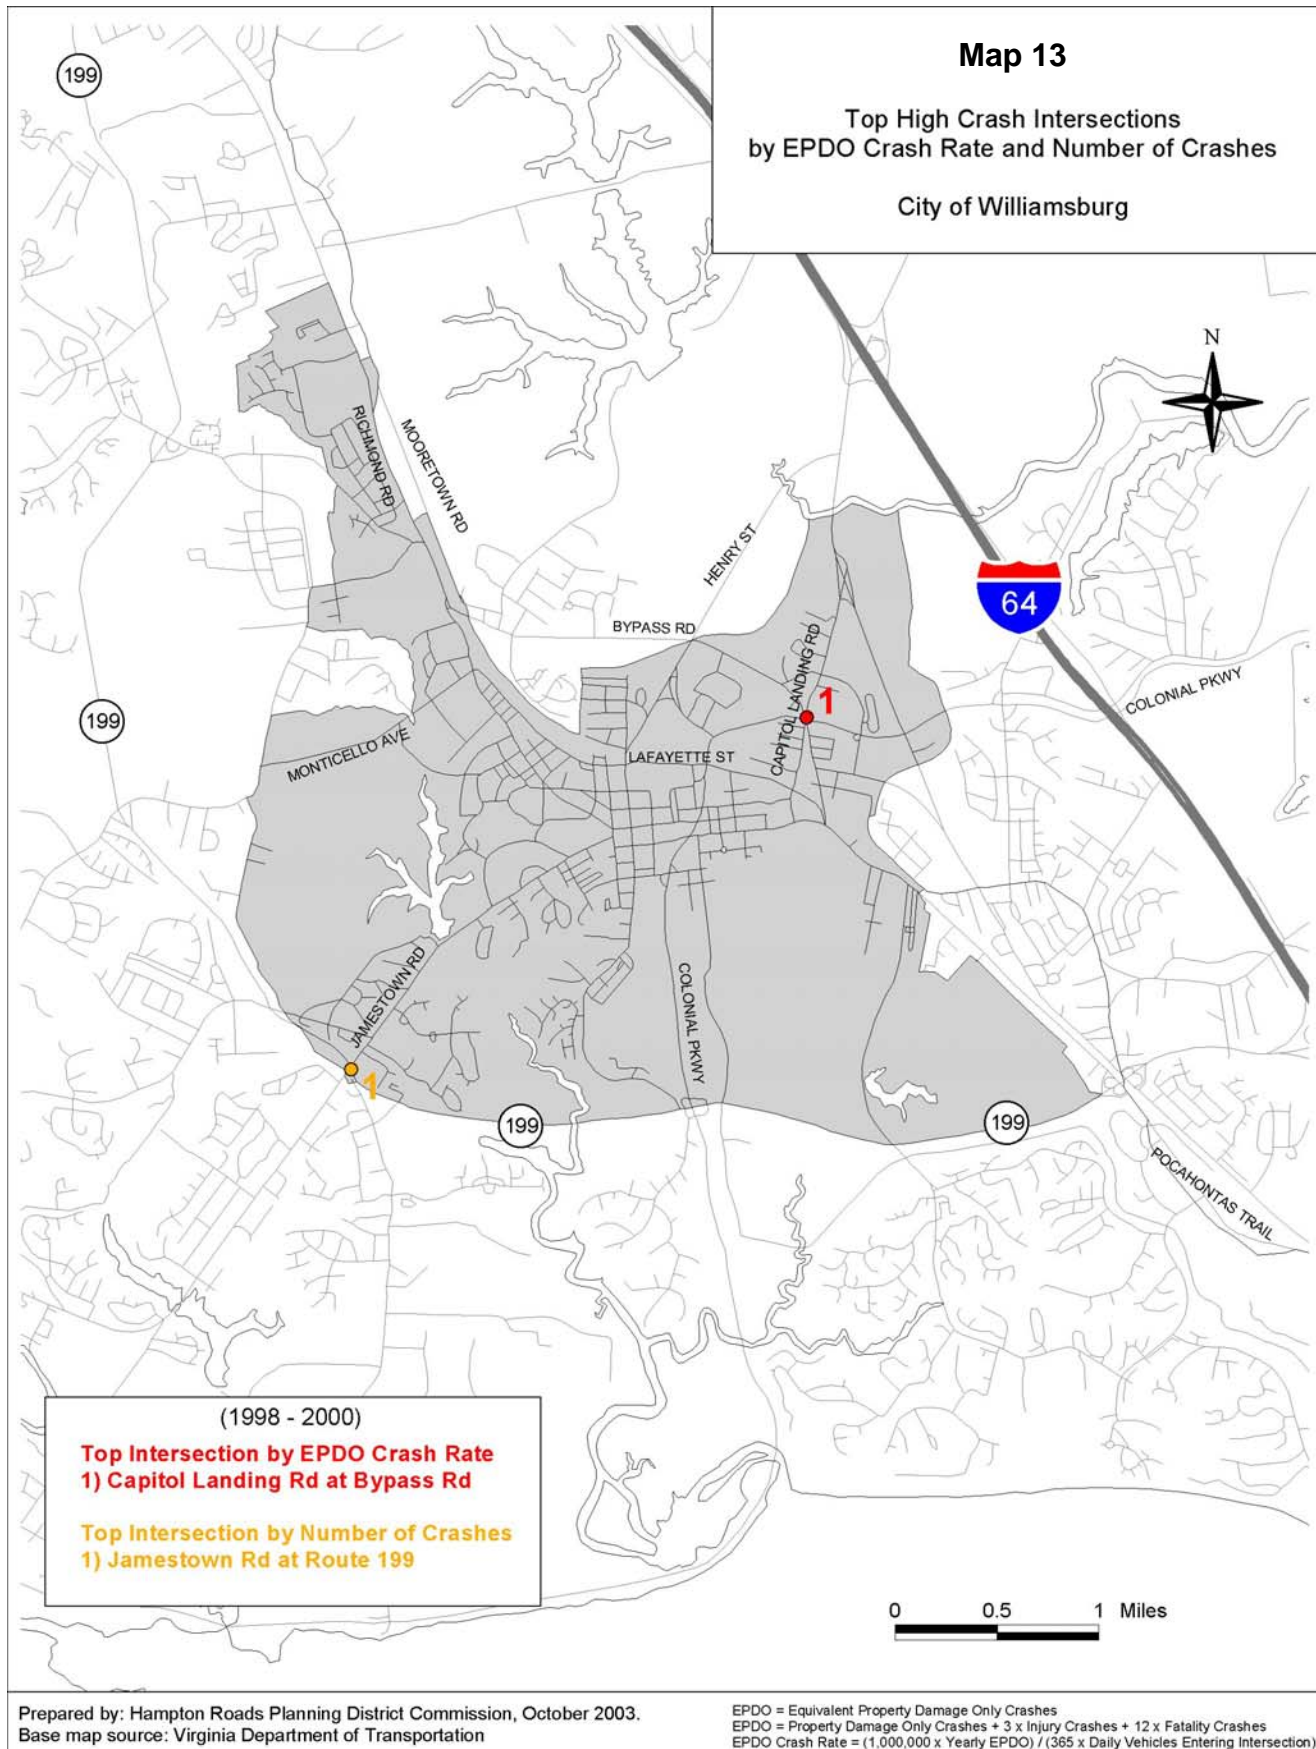 Map 13
Top High Crash Intersections
by EPDO Crash Rate and Number of Crashes
City of Williamsburg
199
N
RICHMOND RD
MOORETOWN RD
HENRY ST
64
BYPASS RD
CAPITOL LANDING RD
COLONIAL PKWY
1
199
MONTICELLO AVE
LAFAYETTE ST
JAMESTOWN RD
COLONIAL PKWY
1
199
199
POCAHONTAS TRAIL
(1998 - 2000)
Top Intersection by EPDO Crash Rate
1) Capitol Landing Rd at Bypass Rd
Top Intersection by Number of Crashes
1) Jamestown Rd at Route 199
0 0.5 1 Miles
Prepared by: Hampton Roads Planning District Commission, October 2003.
Base map source: Virginia Department of Transportation
EPDO = Equivalent Property Damage Only Crashes
EPDO = Property Damage Only Crashes + 3 x Injury Crashes + 12 x Fatality Crashes
EPDO Crash Rate = (1,000,000 x Yearly EPDO) / (365 x Daily Vehicles Entering Intersection)